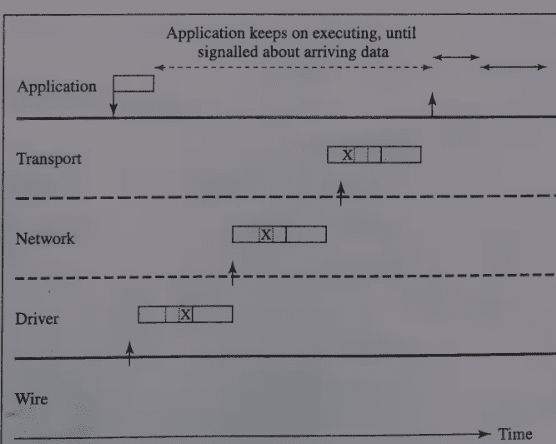 Application keeps on executing, until
signalled about arriving data
Application
Transport
X
Network
X
Driver
X
Wire
Time